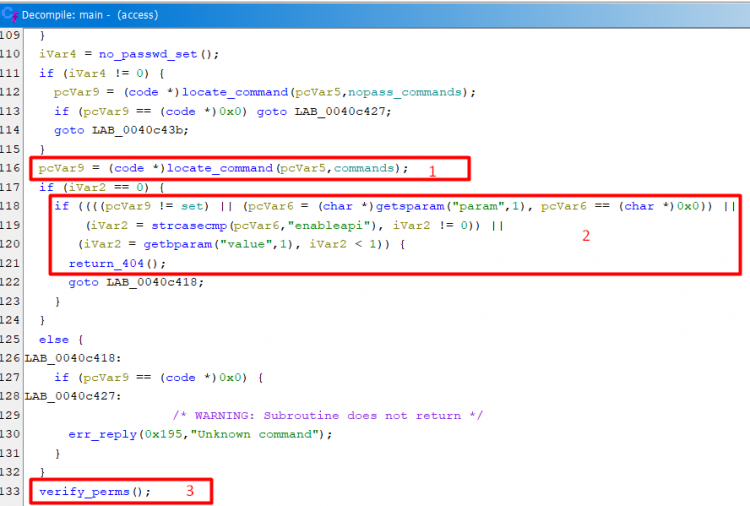 Decompile: main - (access)
109 }
110 iVar4 = no_passwd_set();
111 if (iVar4 != 0) {
112 pcVar9 = (code *)locate_command(pcVar5,nopass_commands);
113 if (pcVar9 == (code *)0x0) goto LAB_0040c427;
114 goto LAB_0040c43b;
115 }
116 pcVar9 = (code *)locate_command(pcVar5,commands); 1
117 if (iVar2 == 0) {
118 if ((((pcVar9 != set) || (pcVar6 = (char *)getsparam("param",1), pcVar6 == (char *)0x0)) ||
119 (iVar2 = strcasecmp(pcVar6,"enableapi"), iVar2 != 0)) || 2
120 (iVar2 = getbparam("value",1), iVar2 < 1)) {
121 return_404();
122 goto LAB_0040c418;
123 }
124 }
125 else {
126 LAB_0040c418:
127 if (pcVar9 == (code *)0x0) {
128 LAB_0040c427:
129 /* WARNING: Subroutine does not return */
130 err_reply(0x195,"Unknown command");
131 }
132 }
133 verify_perms(); 3